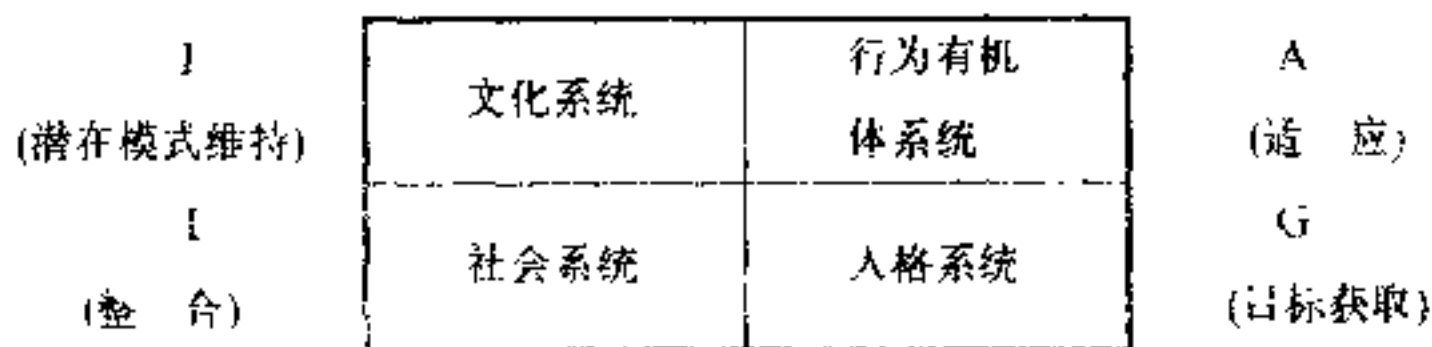 I
(潜在模式维持)
I
(整 合)
文化系统
行为有机
体系统
社会系统
人格系统
A
(适 应)
G
(目标获取)